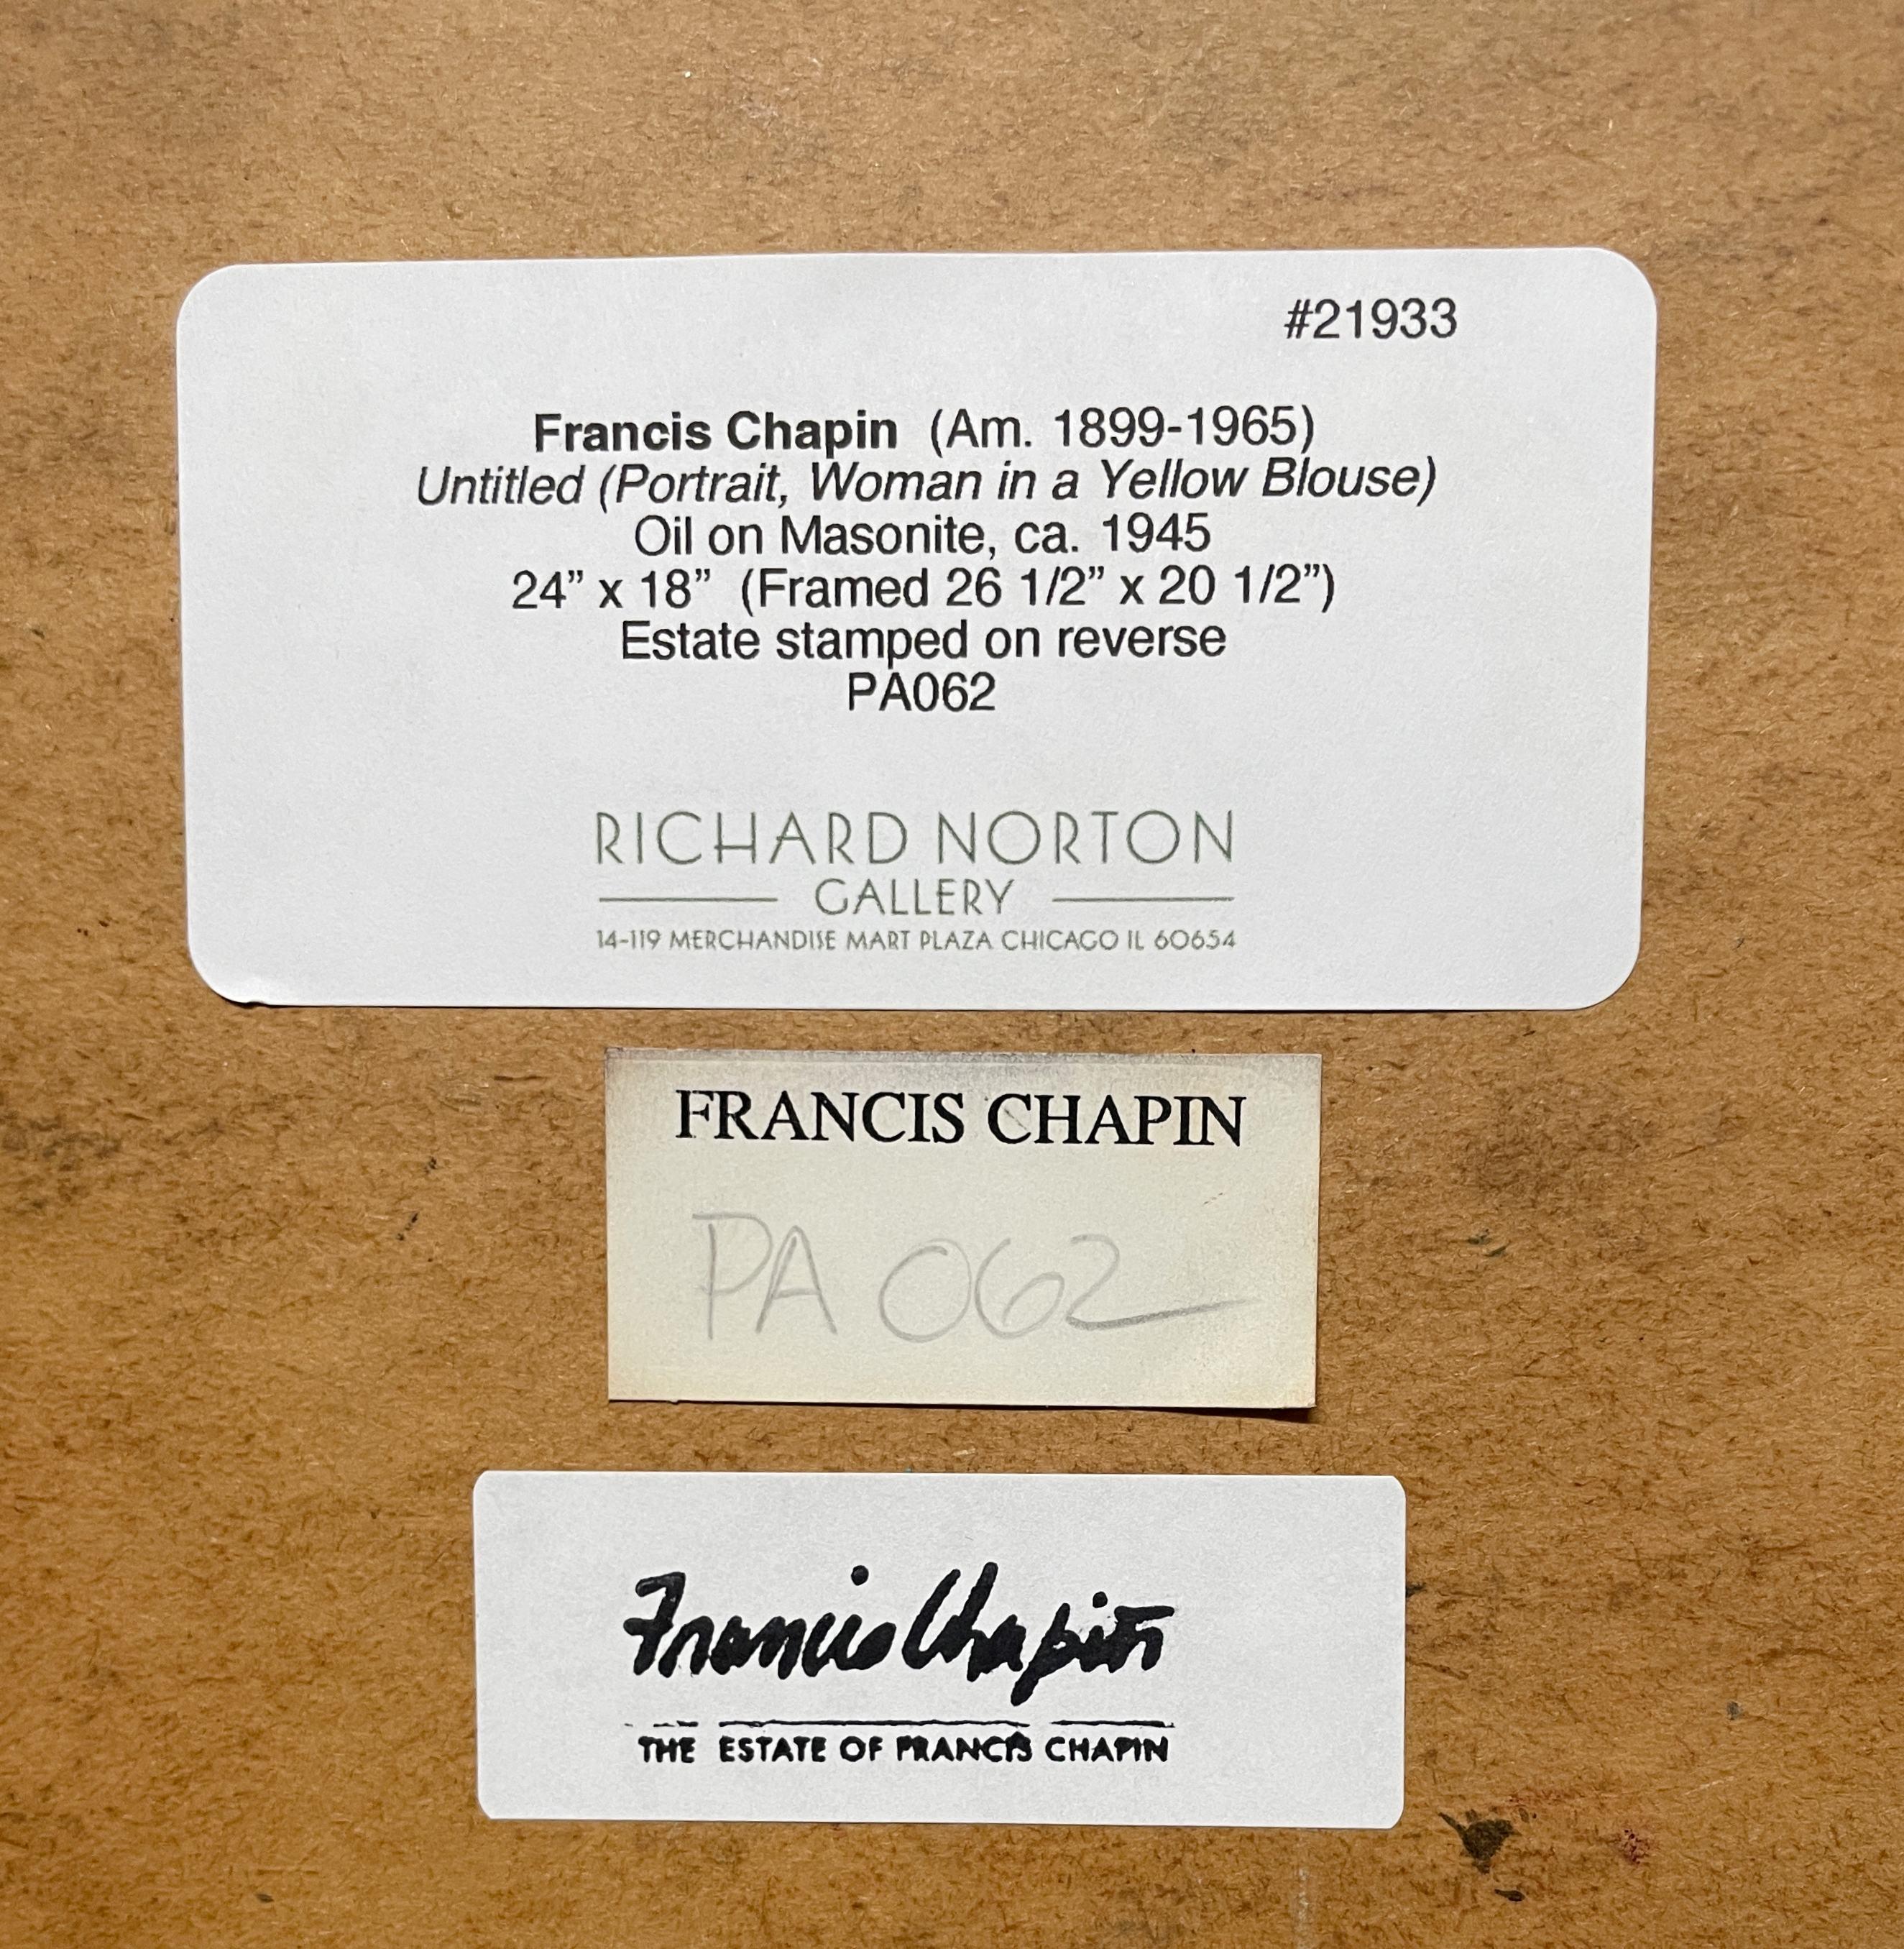 #21933
Francis Chapin (Am. 1899-1965)
Untitled (Portrait, Woman in a Yellow Blouse)
Oil on Masonite, ca. 1945
24” x 18” (Framed 26 1/2” x 20 1/2”)
Estate stamped on reverse
PA062
RICHARD NORTON
GALLERY
14-119 MERCHANDISE MART PLAZA CHICAGO IL 60654
FRANCIS CHAPIN
PA 062
Francis Chapin
THE ESTATE OF FRANCIS CHAPIN